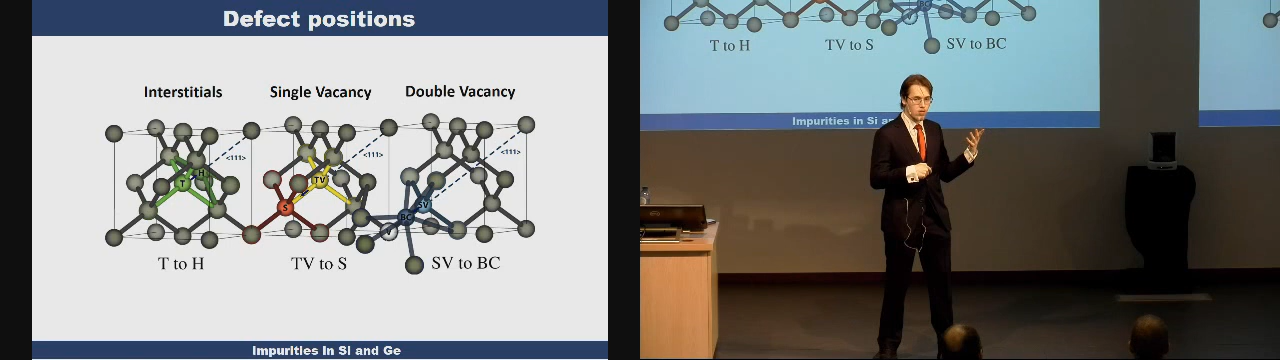 Defect positions
Interstitials
Single Vacancy
Double Vacancy
<111>
<111>
<111>
H
T
TV
S
SV
BC
V
T to H
TV to S
SV to BC
Impurities In Si and Ge
BC
T to H
TV to S
SV to BC
Impurities in Si